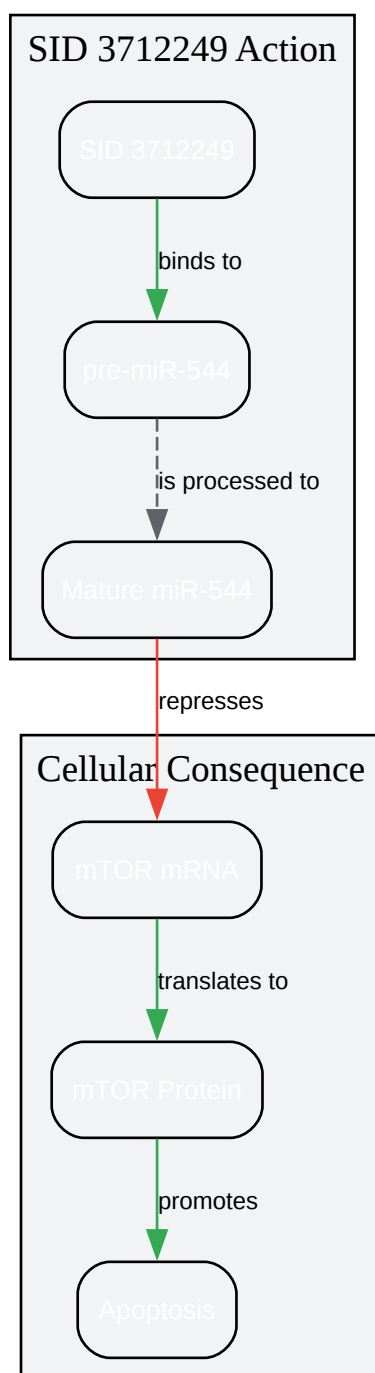 SID 3712249 Action
SID 3712249
binds to
pre-miR-544
is processed to
Mature miR-544
represses
Cellular Consequence
mTOR mRNA
translates to
mTOR Protein
promotes
Apoptosis